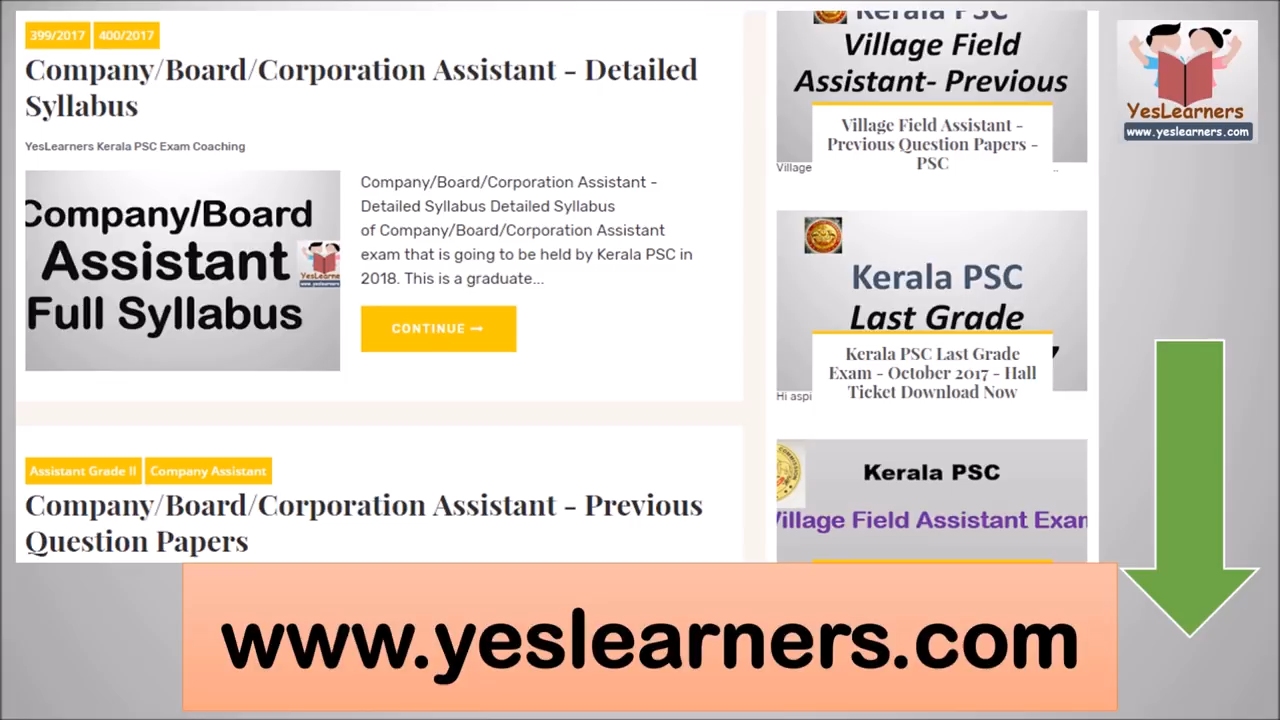 399/2017 400/2017
Company/Board/Corporation Assistant - Detailed
Syllabus
YesLearners Kerala PSC Exam Coaching
Company/Board
Assistant
Full Syllabus
YesLearner
Company/Board/Corporation Assistant -
Detailed Syllabus Detailed Syllabus
of Company/Board/Corporation Assistant
exam that is going to be held by Kerala PSC in
2018. This is a graduate...
CONTINUE
Assistant Grade II Company Assistant
Company/Board/Corporation Assistant - Previous
Question Papers
Kerala PSC
Village Field
Assistant- Previous
Village Field Assistant -
Previous Question Papers -
PSC
Village
Kerala PSC
Last Grade
Kerala PSC Last Grade
Exam - October 2017 - Hall
Ticket Download Now
Hi aspi
Kerala PSC
Village Field Assistant Exam
YesLearners
www.yeslearners.com
www.yeslearners.com